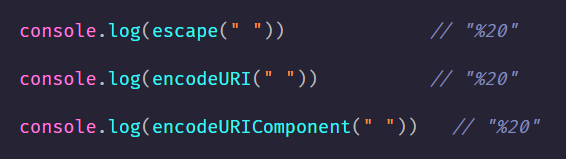 console.log(escape(" "))             // "%20"
console.log(encodeURI(" "))          // "%20"
console.log(encodeURIComponent(" "))   // "%20"